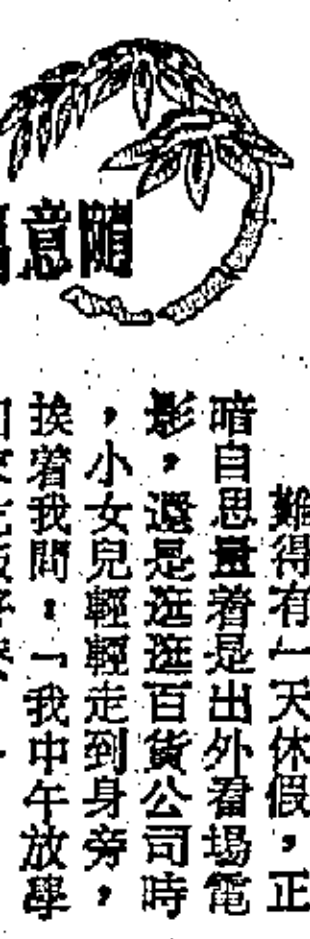 隨意
難得有一天休假，正
暗自思量着是出外看場電
影，還是逛逛百貨公司時
，小女兒輕輕走到身旁，
挨着我問：「我中午放學